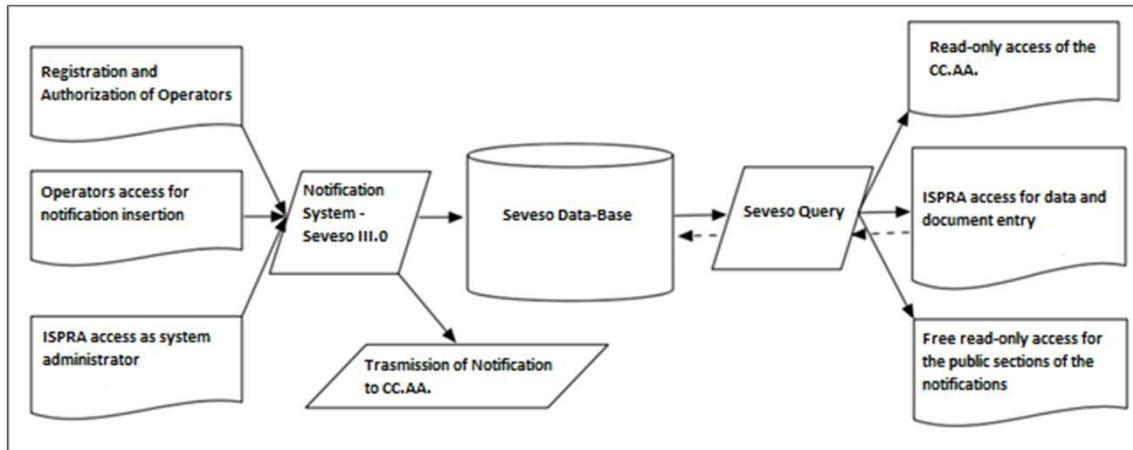 Registration and
Authorization of Operators
Operators access for
notification insertion
ISPRA access as system
administrator
Notification
System -
Seveso III.0
Trasmission of Notification
to CC.AA.
Seveso Data-Base
Seveso Query
Read-only access of the
CC.AA.
ISPRA access for data and
document entry
Free read-only access for
the public sections of the
notifications